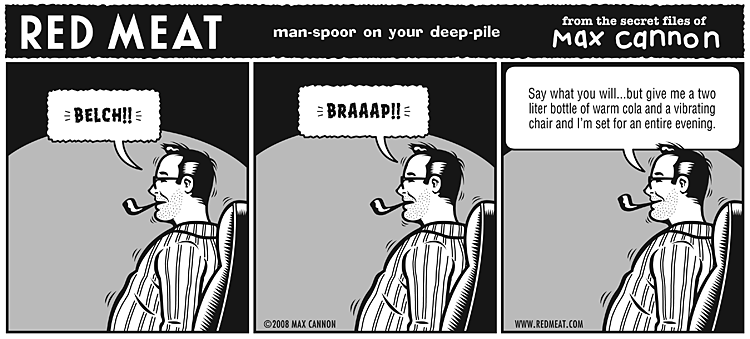 RED MEAT
man-spoor on your deep-pile
from the secret files of
Max Cannon
BELCH!!
BRAAAP!!
©2008 MAX CANNON
Say what you will...but give me a two
liter bottle of warm cola and a vibrating
chair and I'm set for an entire evening.
WWW.REDMEAT.COM